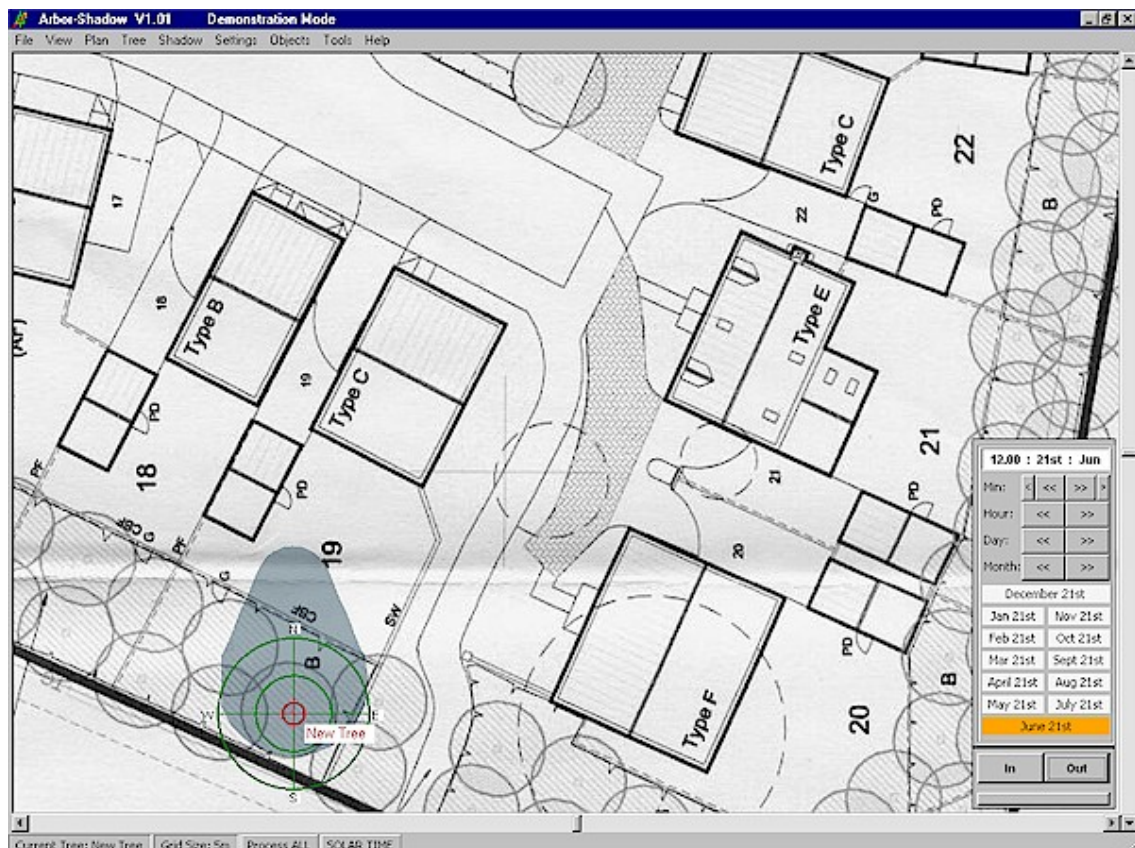 Arbor-Shadow V1.01 Demonstration Mode
File View Plan Tree Shadow Settings Objects Tools Help
Type C
22
17
G
PD
B
22
18
Type B
Type E
(AF)
19
Type C
PD
21
PD
18
PF
PD
21
CBF
G
PF
19
20
G
SW
CBF
N
B
PD
W
E
New Tree
S
Type F
20
B
12.00 : 21st : Jun
Min: < << >> >
Hour: << >>
Day: << >>
Month: << >>
December 21st
Jan 21st Nov 21st
Feb 21st Oct 21st
Mar 21st Sept 21st
April 21st Aug 21st
May 21st July 21st
June 21st
In Out
Current Tree: New Tree Grid Size: 5m Process ALL SOLAR TIME